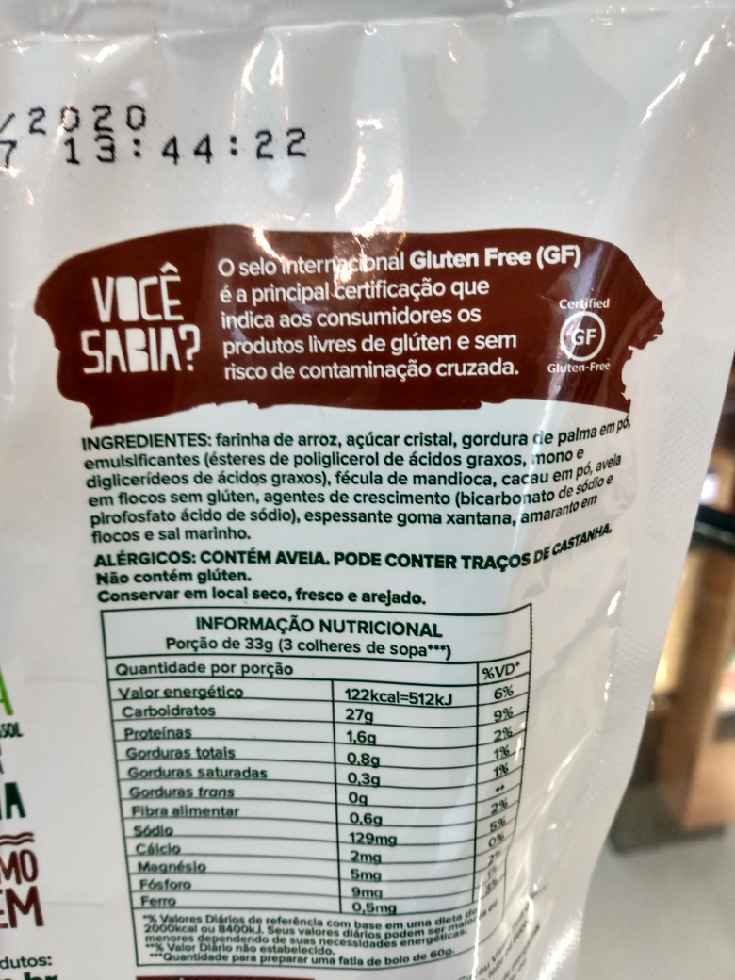 /2020
7 13:44:22
VOCÊ
SABIA?
O selo internacional Gluten Free (GF)
é a principal certificação que
indica aos consumidores os
produtos livres de glúten e sem
risco de contaminação cruzada.
Certified
GF
Gluten-Free
INGREDIENTES: farinha de arroz, açúcar cristal, gordura de palma em pó,
emulsificantes (ésteres de poliglicerol de ácidos graxos, mono e
diglicerídeos de ácidos graxos), fécula de mandioca, cacau em pó, aveia
em flocos sem glúten, agentes de crescimento (bicarbonato de sódio e
pirofosfato ácido de sódio), espessante goma xantana, amaranto em
flocos e sal marinho.
ALÉRGICOS: CONTÉM AVEIA. PODE CONTER TRAÇOS DE CASTANHA.
Não contém glúten.
Conservar em local seco, fresco e arejado.
INFORMAÇÃO NUTRICIONAL
Porção de 33g (3 colheres de sopa***)
Quantidade por porção %VD*
Valor energético 122kcal=512kJ 6%
Carboidratos 27g 9%
Proteínas 1,6g 2%
Gorduras totais 0,8g 1%
Gorduras saturadas 0,3g 1%
Gorduras trans 0g **
Fibra alimentar 0,6g 2%
Sódio 129mg 5%
Cálcio 2mg 0%
Magnésio 5mg
Fósforo 9mg
Ferro 0,5mg
*% Valores Diários de referência com base em uma dieta de
2000kcal ou 8400kJ. Seus valores diários podem ser maiores ou
menores dependendo de suas necessidades energéticas.
**% Valor Diário não estabelecido.
***Quantidade para preparar uma fatia de bolo de 60g.
A
SOL
R
IA
MO
EM
dutos: